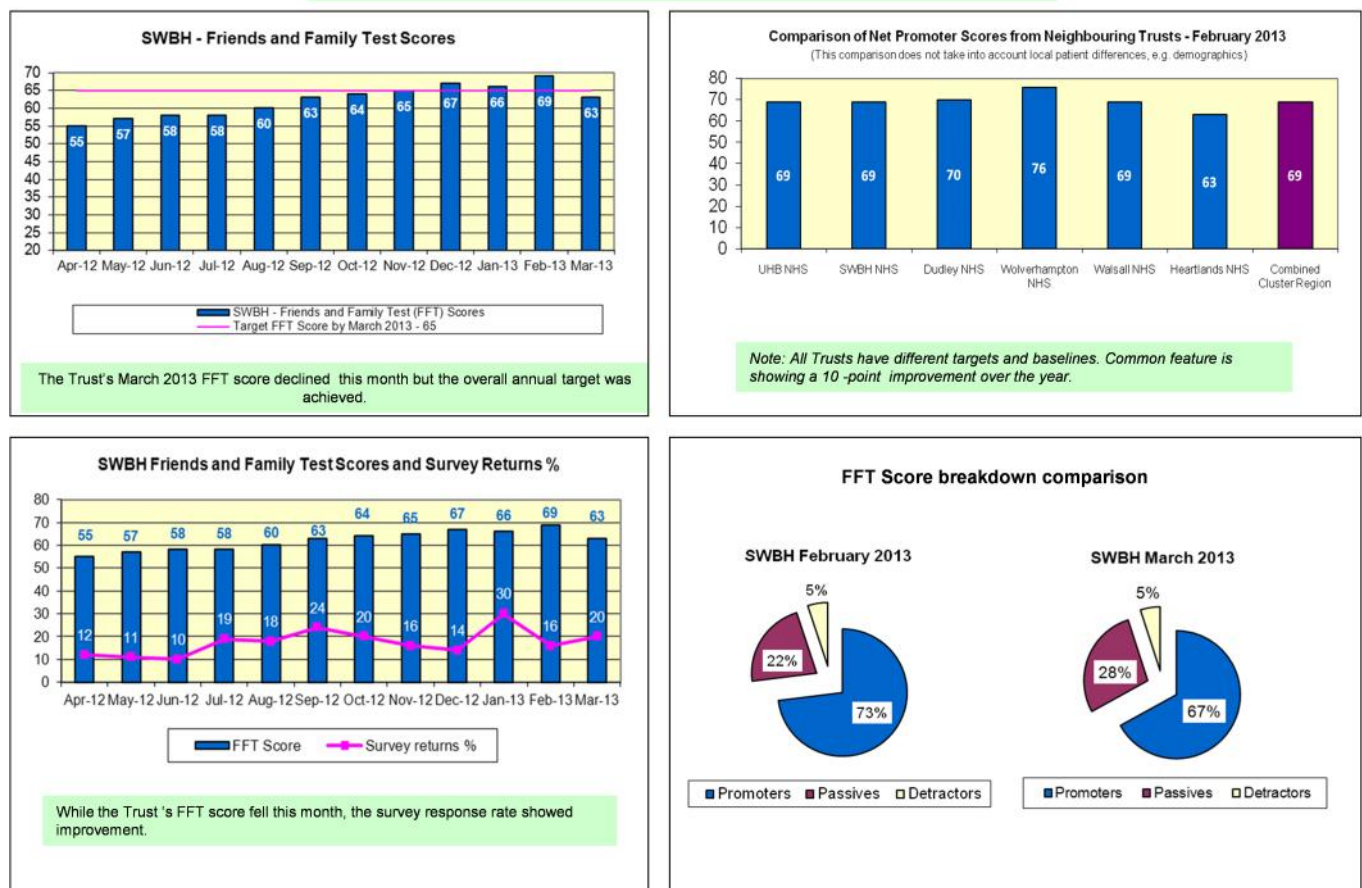 SWBH - Friends and Family Test Scores
70
65
60
55
50
45
40
35
30
25
20
55
57
58
58
60
63
64
65
67
66
69
63
Apr-12 May-12 Jun-12 Jul-12 Aug-12 Sep-12 Oct-12 Nov-12 Dec-12 Jan-13 Feb-13 Mar-13
SWBH - Friends and Family Test (FFT) Scores
Target FFT Score by March 2013 - 65
The Trust's March 2013 FFT score declined this month but the overall annual target was
achieved.
Comparison of Net Promoter Scores from Neighbouring Trusts - February 2013
(This comparison does not take into account local patient differences, e.g. demographics)
80
70
60
50
40
30
20
10
0
69
69
70
76
69
63
69
UHB NHS SWBH NHS Dudley NHS Wolverhampton Walsall NHS Heartlands NHS Combined
NHS Cluster Region
Note: All Trusts have different targets and baselines. Common feature is
showing a 10 -point improvement over the year.
SWBH Friends and Family Test Scores and Survey Returns %
80
70
60
50
40
30
20
10
0
55 57 58 58 60 63 64 65 67 66 69 63
12 11 10 19 18 24 20 16 14 30 16 20
Apr-12 May-12 Jun-12 Jul-12 Aug-12 Sep-12 Oct-12 Nov-12 Dec-12 Jan-13 Feb-13 Mar-13
FFT Score Survey returns %
While the Trust 's FFT score fell this month, the survey response rate showed
improvement.
FFT Score breakdown comparison
SWBH February 2013
5%
22%
73%
Promoters Passives Detractors
SWBH March 2013
5%
28%
67%
Promoters Passives Detractors